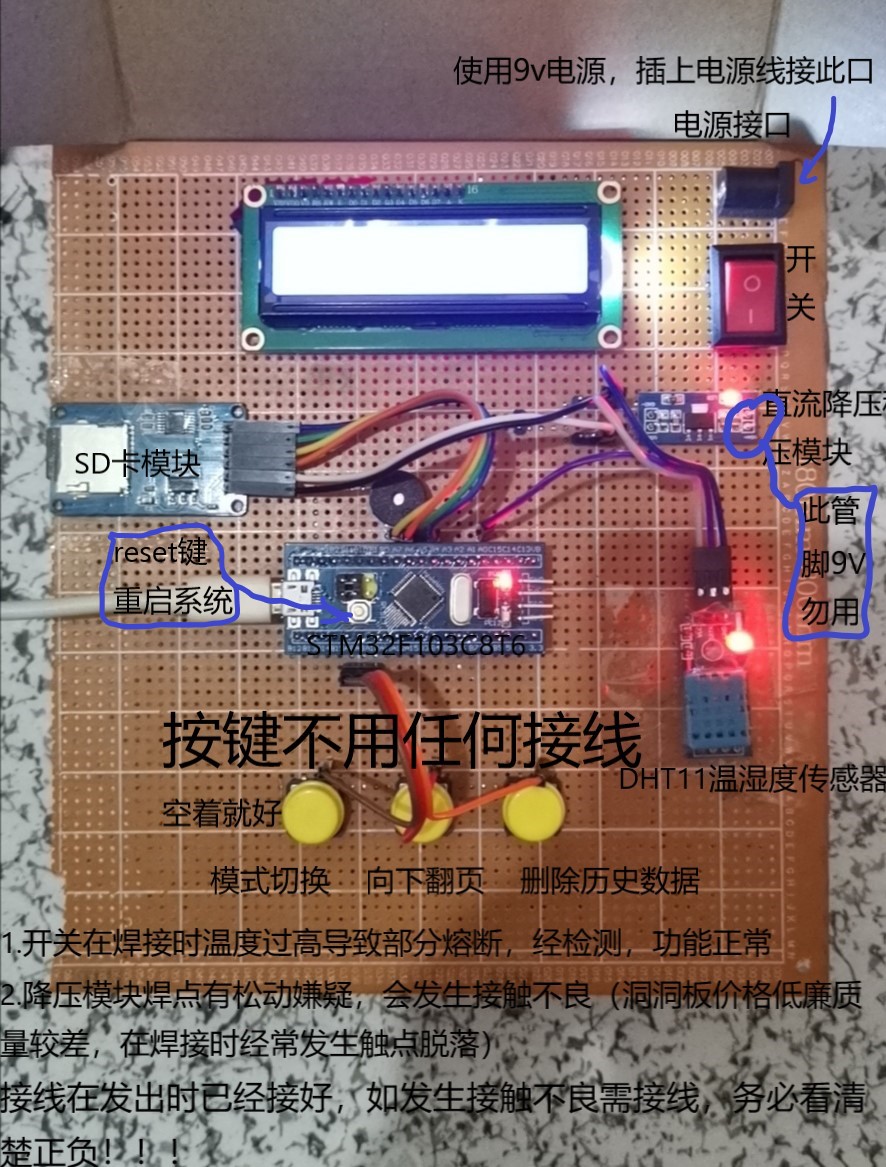 使用9v电源，插上电源线接此口
电源接口
16
开
关
直流降压
压模块
SD卡模块
此管
脚9V
勿用
reset键
重启系统
STM32F103C8T6
按键不用任何接线
DHT11温湿度传感器
空着就好
模式切换 向下翻页 删除历史数据
1.开关在焊接时温度过高导致部分熔断，经检测，功能正常
2.降压模块焊点有松动嫌疑，会发生接触不良（洞洞板价格低廉质
量较差，在焊接时经常发生触点脱落）
接线在发出时已经接好，如发生接触不良需接线，务必看清
楚正负！！！